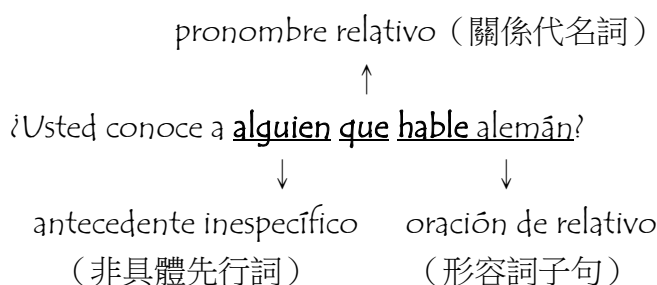 pronombre relativo（關係代名詞）
↑
¿Usted conoce a alguien que hable alemán?
↓ ↓
antecedente inespecífico oración de relativo
（非具體先行詞） （形容詞子句）